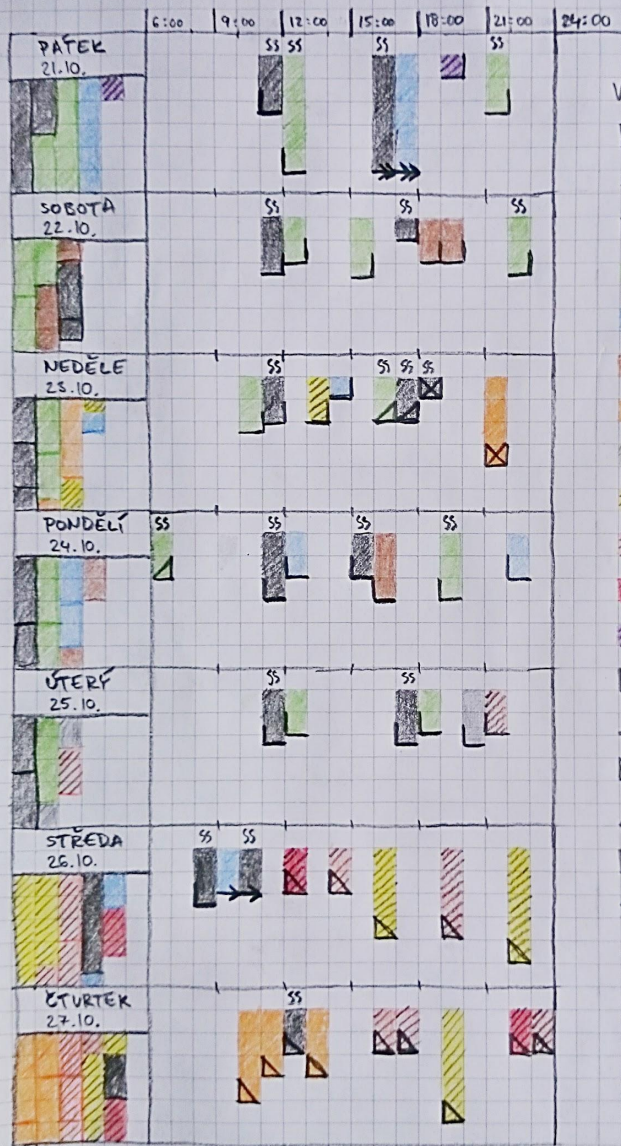 6:00 9:00 12:00 15:00 18:00 21:00 24:00
PÁTEK
21.10.
SS SS SS SS
SOBOTA
22.10.
SS SS SS
NEDĚLE
23.10.
SS SS SS SS
PONDĚLÍ
24.10.
SS SS SS SS
ÚTERÝ
25.10.
SS SS
STŘEDA
26.10.
SS SS
ČTVRTEK
27.10.
SS